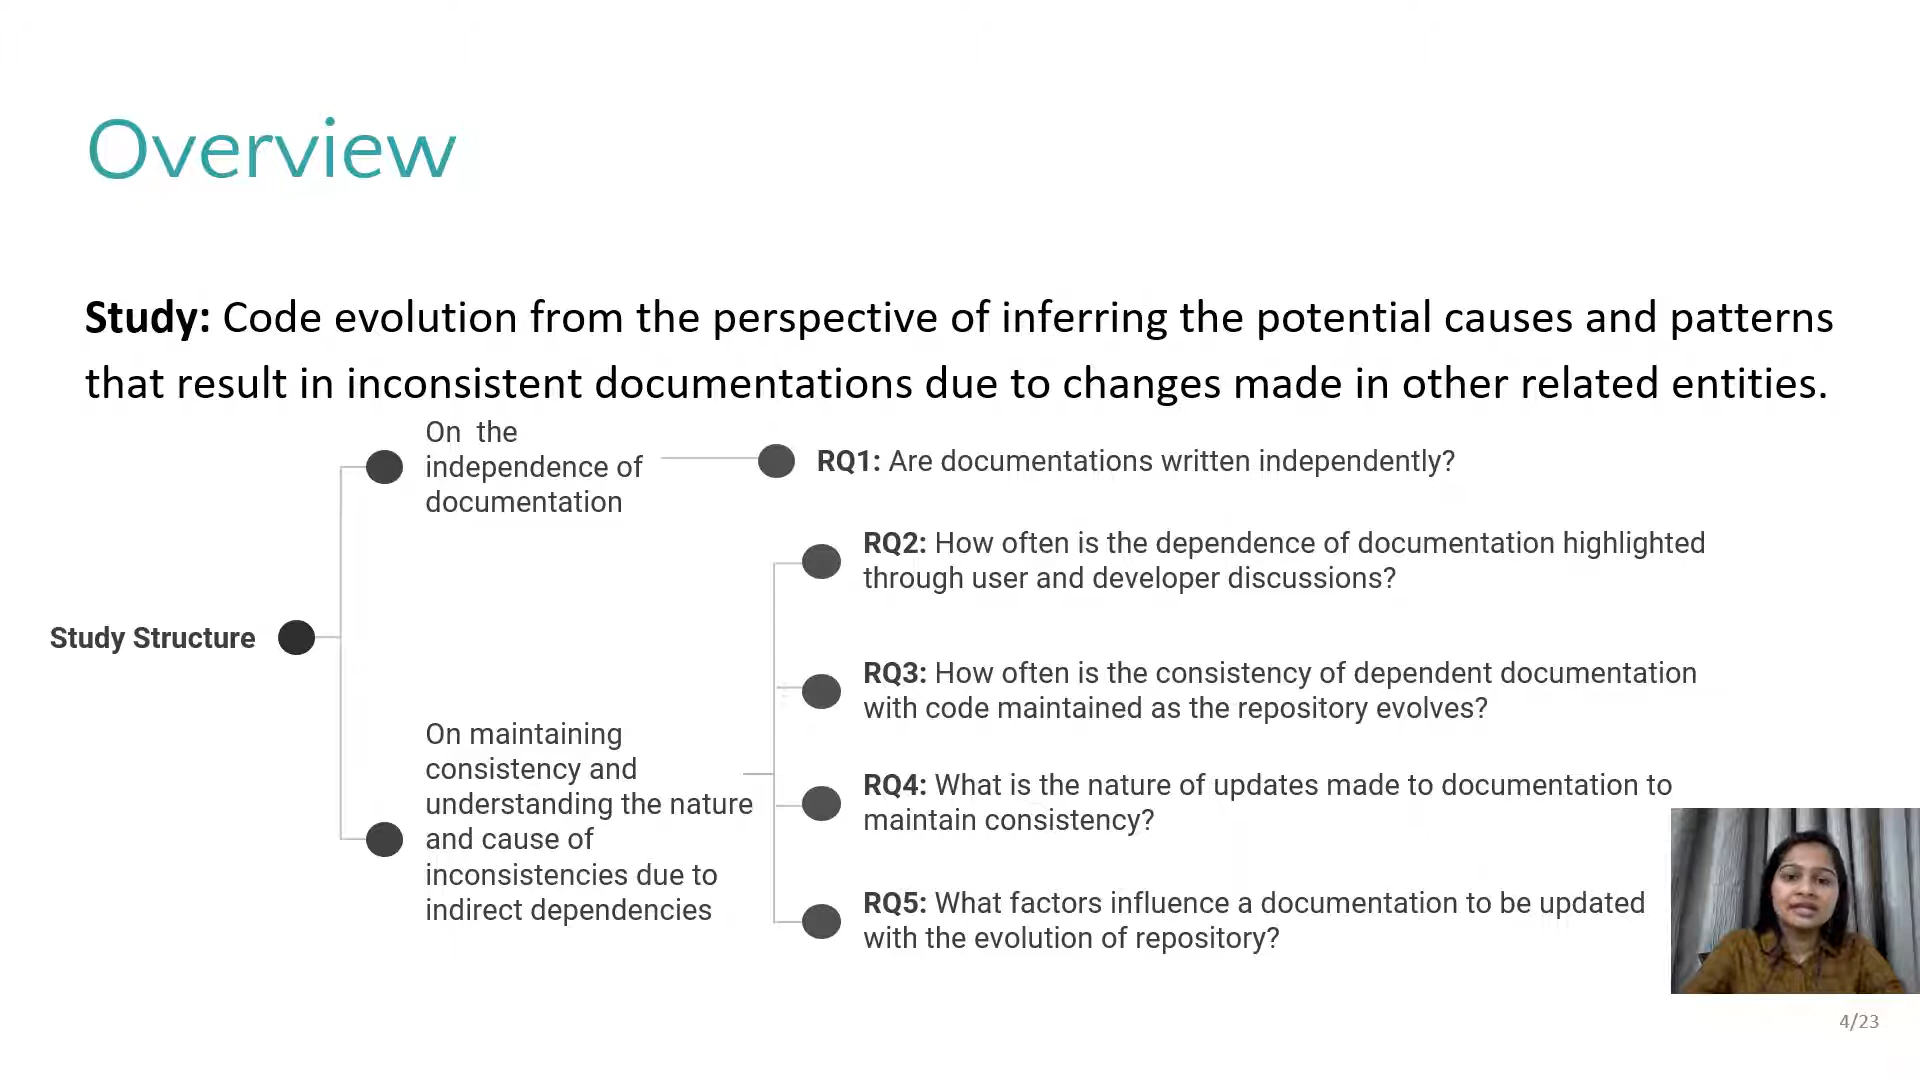 Overview
Study: Code evolution from the perspective of inferring the potential causes and patterns
that result in inconsistent documentations due to changes made in other related entities.
Study Structure
On the
independence of
documentation
RQ1: Are documentations written independently?
On maintaining
consistency and
understanding the nature
and cause of
inconsistencies due to
indirect dependencies
RQ2: How often is the dependence of documentation highlighted
through user and developer discussions?
RQ3: How often is the consistency of dependent documentation
with code maintained as the repository evolves?
RQ4: What is the nature of updates made to documentation to
maintain consistency?
RQ5: What factors influence a documentation to be updated
with the evolution of repository?
4/23